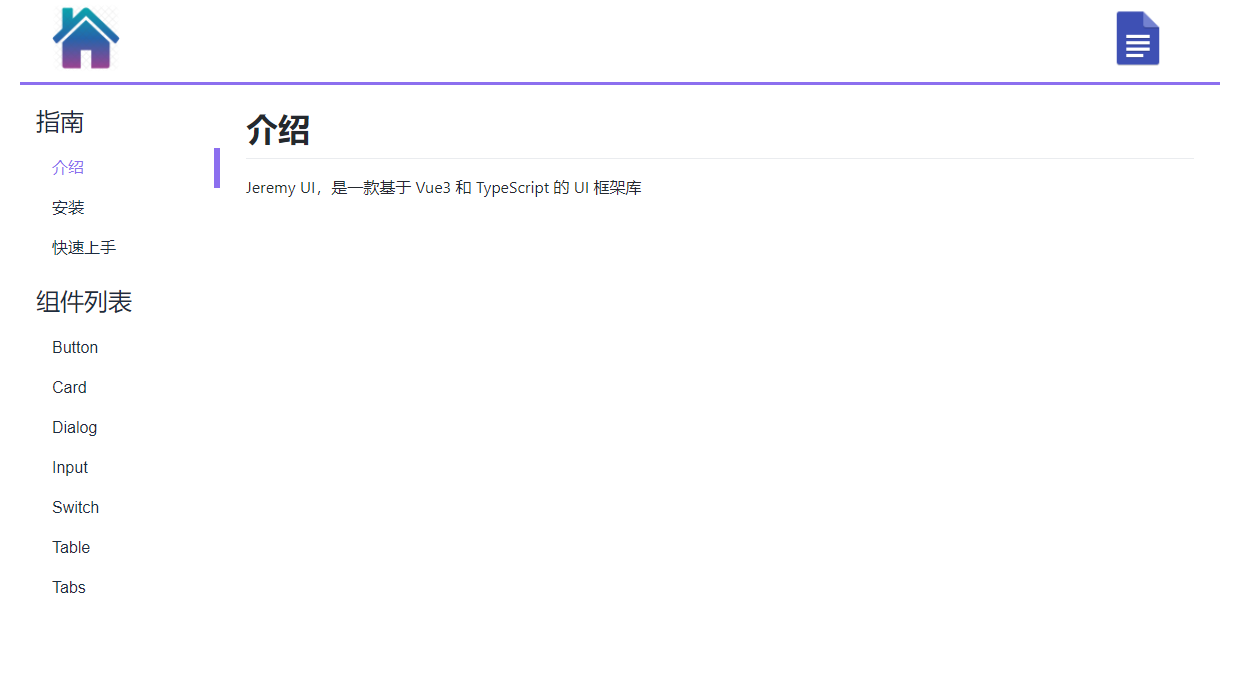 指南
介绍
安装
快速上手
组件列表
Button
Card
Dialog
Input
Switch
Table
Tabs
介绍
Jeremy UI，是一款基于 Vue3 和 TypeScript 的 UI 框架库